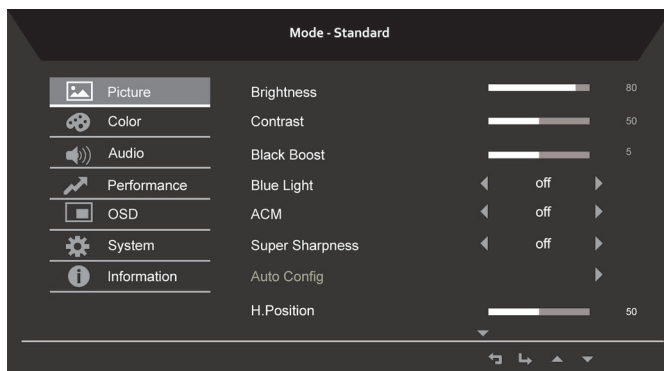 Mode - Standard
Picture
Brightness 80
Color
Contrast 50
Audio
Black Boost 5
Performance
Blue Light off
OSD
ACM off
System
Super Sharpness off
Information
Auto Config
H.Position 50